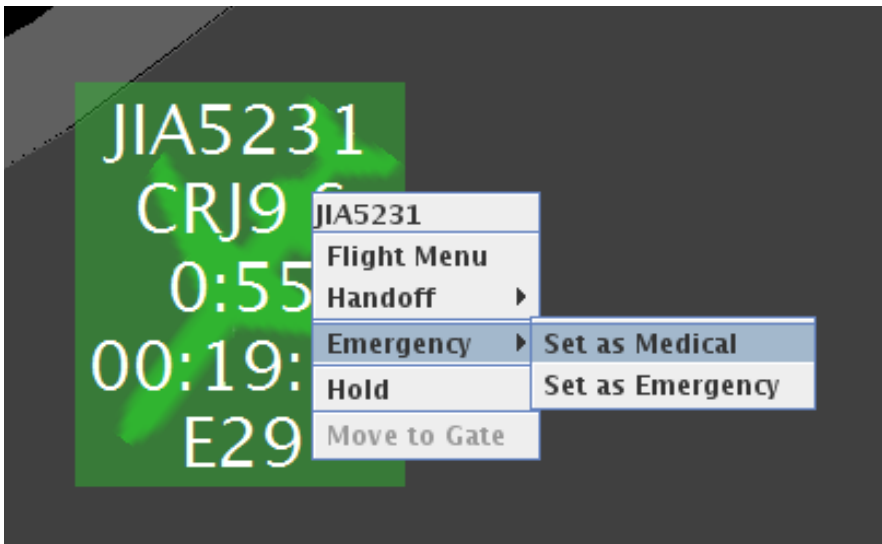 JIA5231
CRJ9
0:55
00:19:
E29
JIA5231
Flight Menu
Handoff
Emergency
Hold
Move to Gate
Set as Medical
Set as Emergency